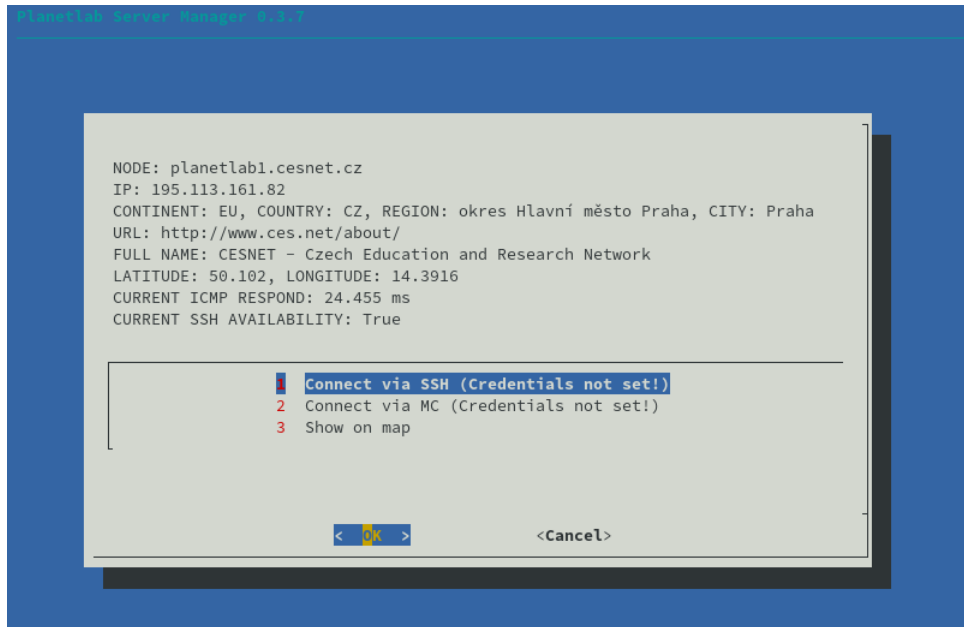 Planetlab Server Manager 0.3.7
NODE: planetlab1.cesnet.cz
IP: 195.113.161.82
CONTINENT: EU, COUNTRY: CZ, REGION: okres Hlavní město Praha, CITY: Praha
URL: http://www.ces.net/about/
FULL NAME: CESNET - Czech Education and Research Network
LATITUDE: 50.102, LONGITUDE: 14.3916
CURRENT ICMP RESPOND: 24.455 ms
CURRENT SSH AVAILABILITY: True
1 Connect via SSH (Credentials not set!)
2 Connect via MC (Credentials not set!)
3 Show on map
< OK > <Cancel>